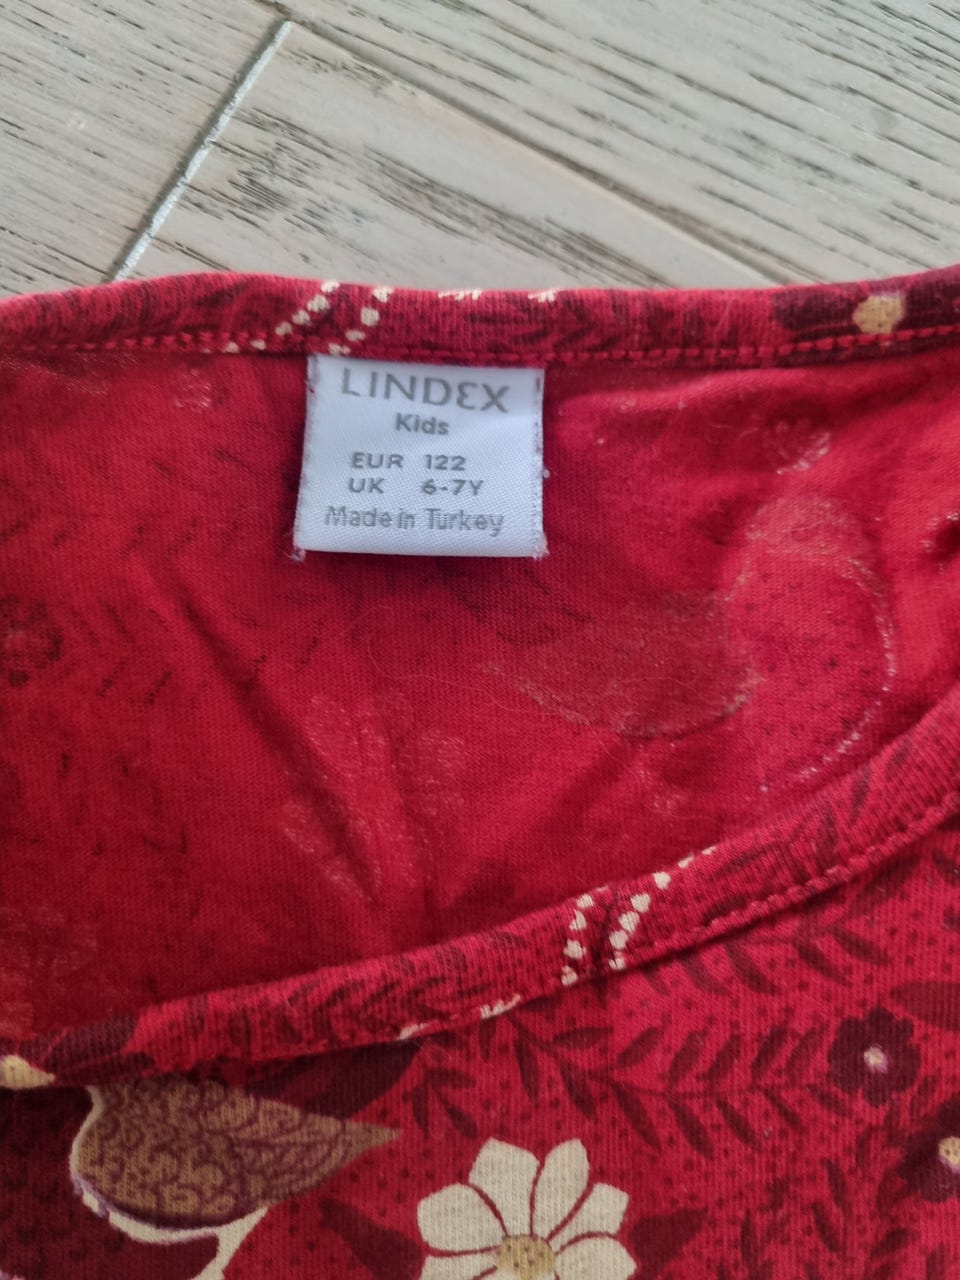 LINDEX
Kids
EUR 122
UK 6-7Y
Made in Turkey